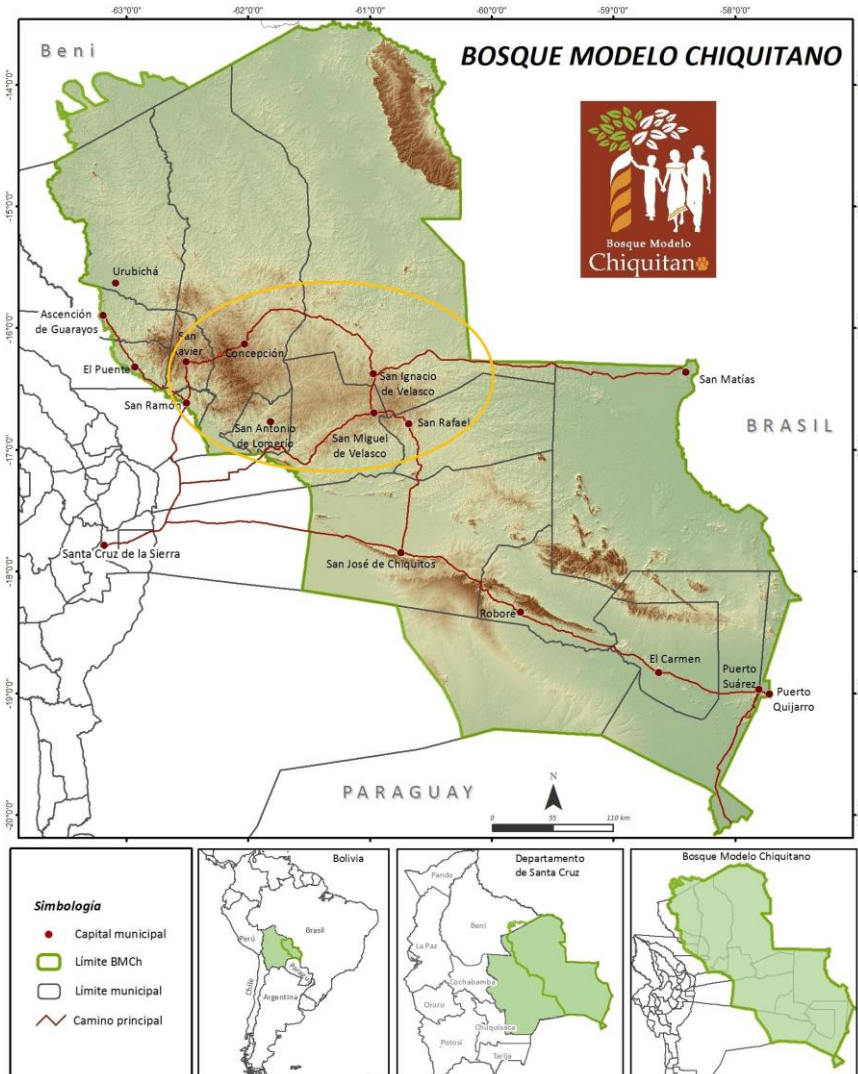 -63°0'0"
-62°0'0"
-61°0'0"
-60°0'0"
-59°0'0"
-58°0'0"
Beni
BOSQUE MODELO CHIQUITANO
-14°0'0"
-15°0'0"
-16°0'0"
-17°0'0"
-18°0'0"
-19°0'0"
-20°0'0"
Bosque Modelo
Chiquitano
Urubichá
Ascención
de Guarayos
San
avier
Concepción
El Puente
San Ignacio
de Velasco
San Matías
San Ramón
San Antonio
de Lomerío
San Miguel
de Velasco
San Rafael
BRASIL
Santa Cruz de la Sierra
San José de Chiquitos
Roboré
El Carmen
Puerto
Suárez
Puerto
Quijarro
PARAGUAY
N
0 55 110 km
Simbología
Capital municipal
Límite BMCh
Límite municipal
Camino principal
Bolivia
Perú
Brasil
Paragu
Chile
Argentina
Departamento
de Santa Cruz
Pando
Beni
La Paz
Cochabamba
Oruro
Chuquisaca
Potosí
Tarija
Bosque Modelo Chiquitano